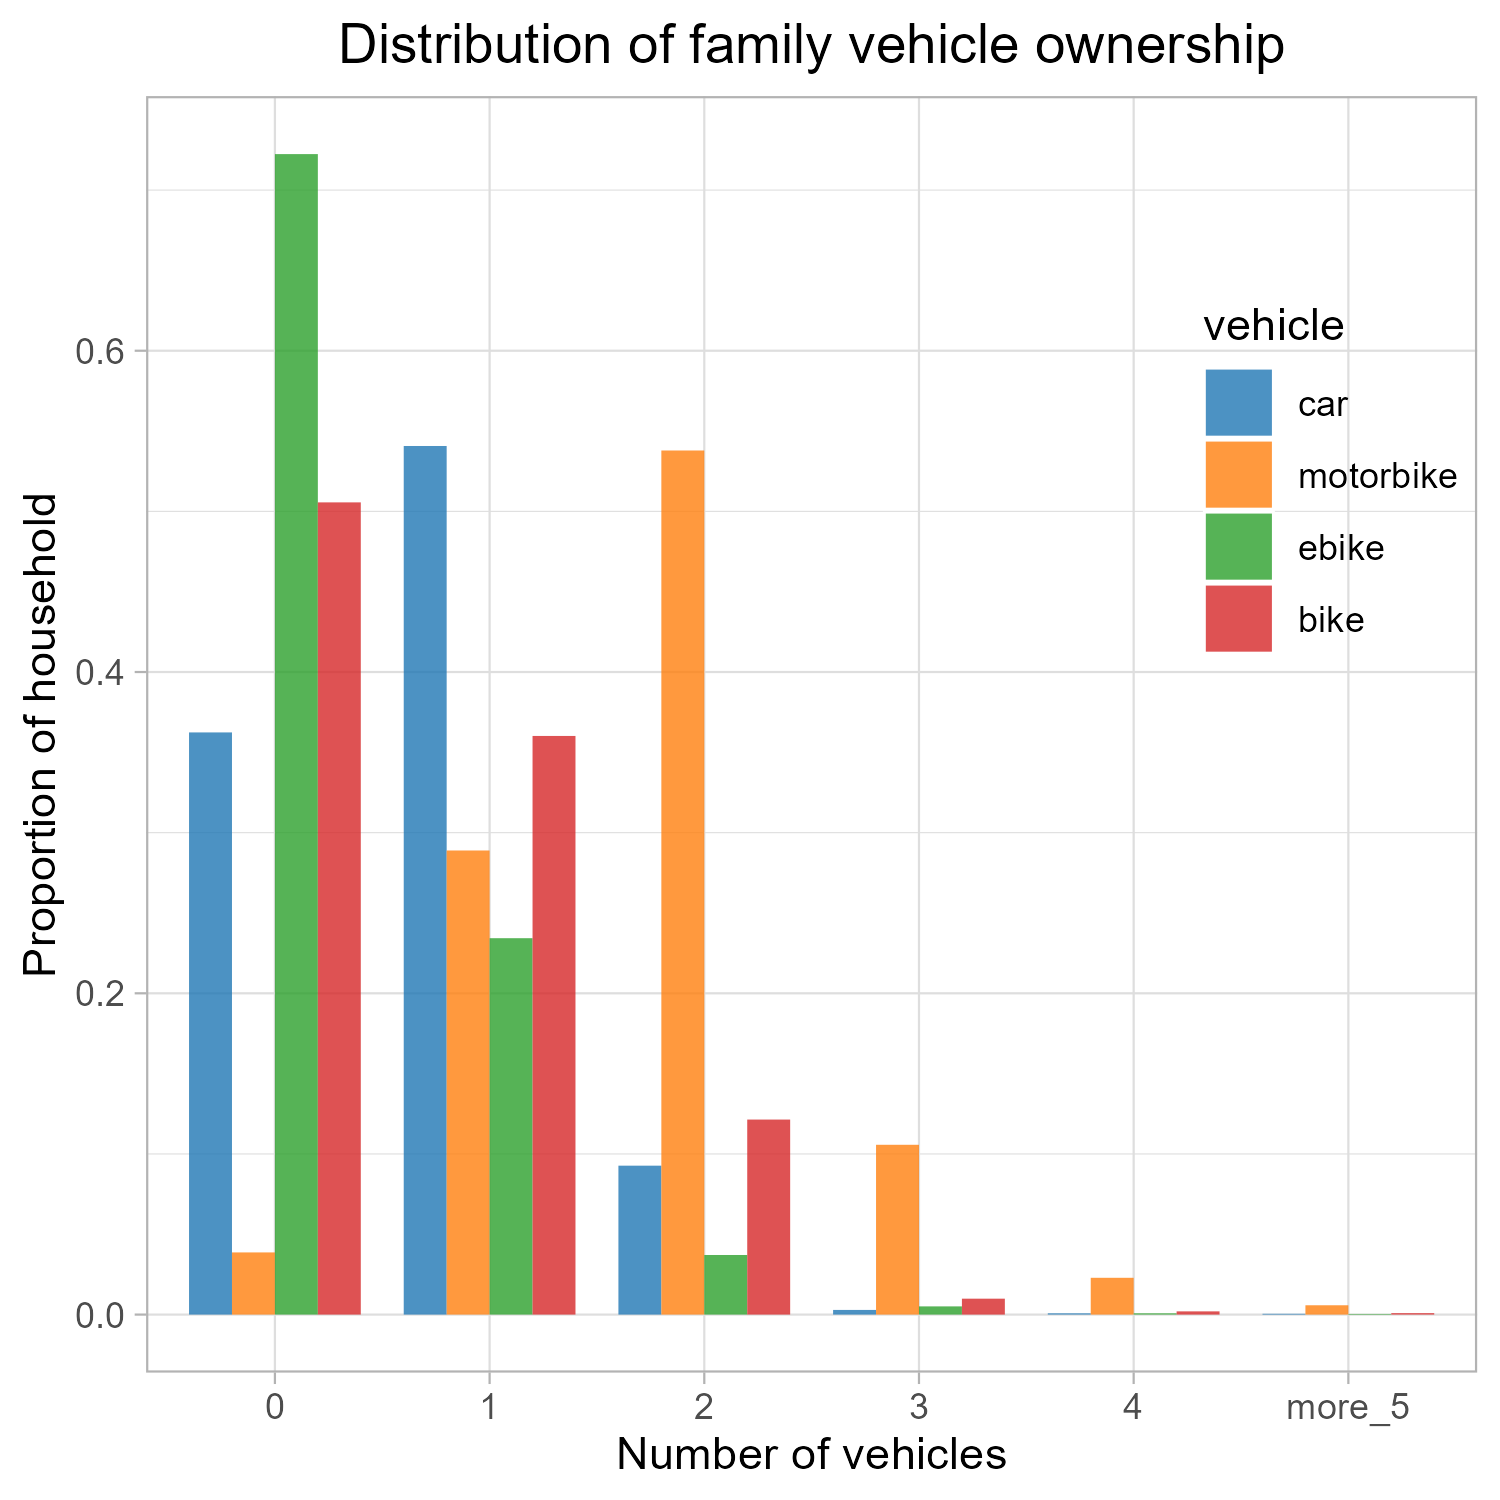 Distribution of family vehicle ownership
Proportion of household
0.6
0.4
0.2
0.0
vehicle
car
motorbike
ebike
bike
0 1 2 3 4 more_5
Number of vehicles